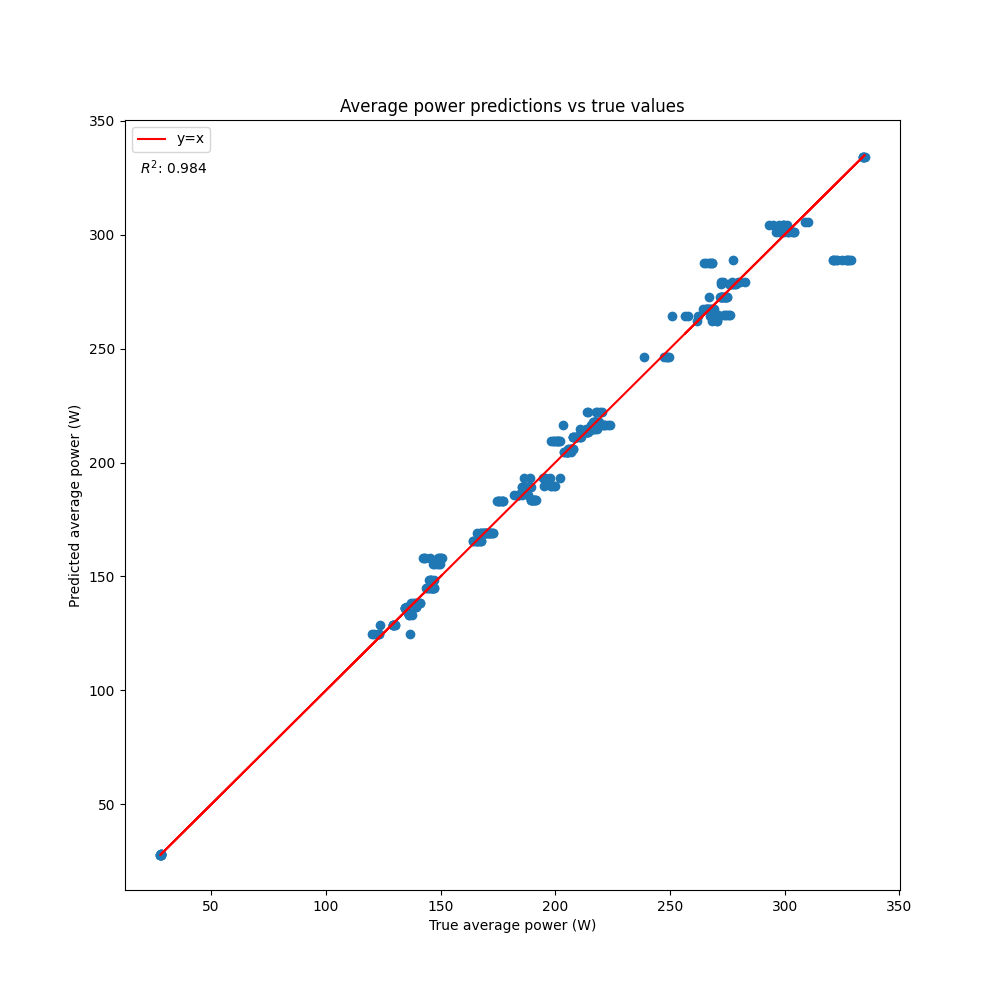 Average power predictions vs true values
y=x
R²: 0.984
350
300
250
200
150
100
50
Predicted average power (W)
50 100 150 200 250 300 350
True average power (W)